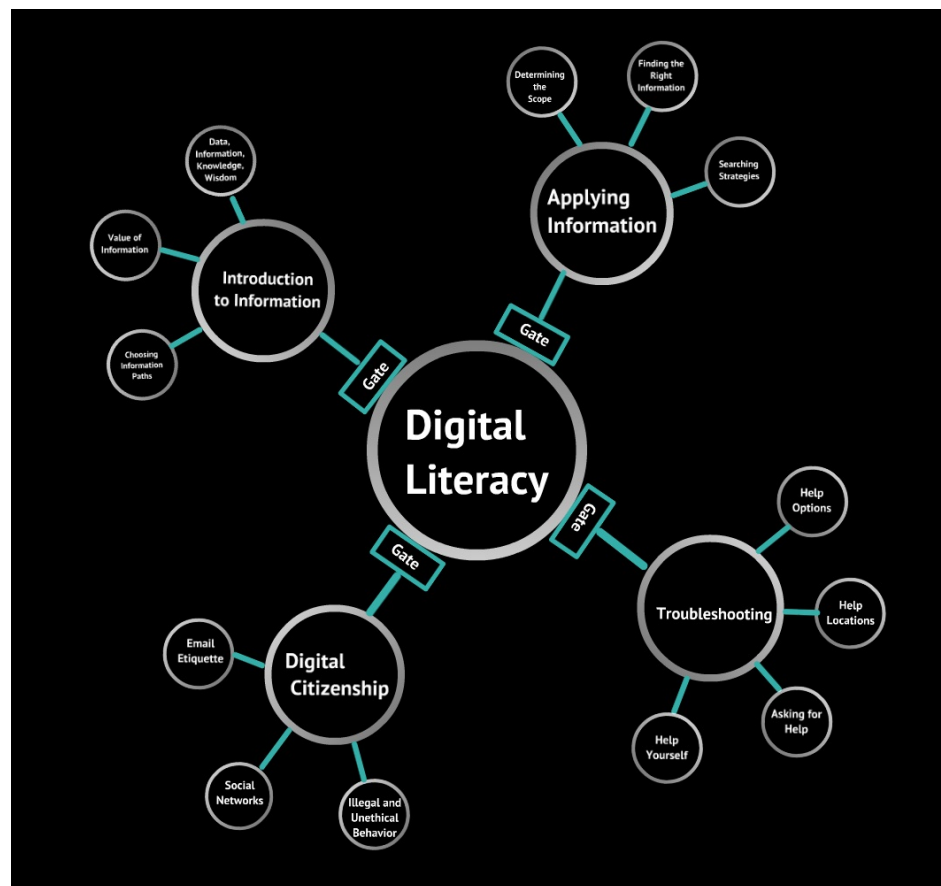 Determining
the
Scope
Finding the
Right
Information
Searching
Strategies
Applying
Information
Gate
Data,
Information,
Knowledge,
Wisdom
Value of
Information
Choosing
Information
Paths
Introduction
to Information
Gate
Digital
Literacy
Gate
Help
Options
Help
Locations
Asking for
Help
Help
Yourself
Troubleshooting
Gate
Email
Etiquette
Social
Networks
Illegal and
Unethical
Behavior
Digital
Citizenship